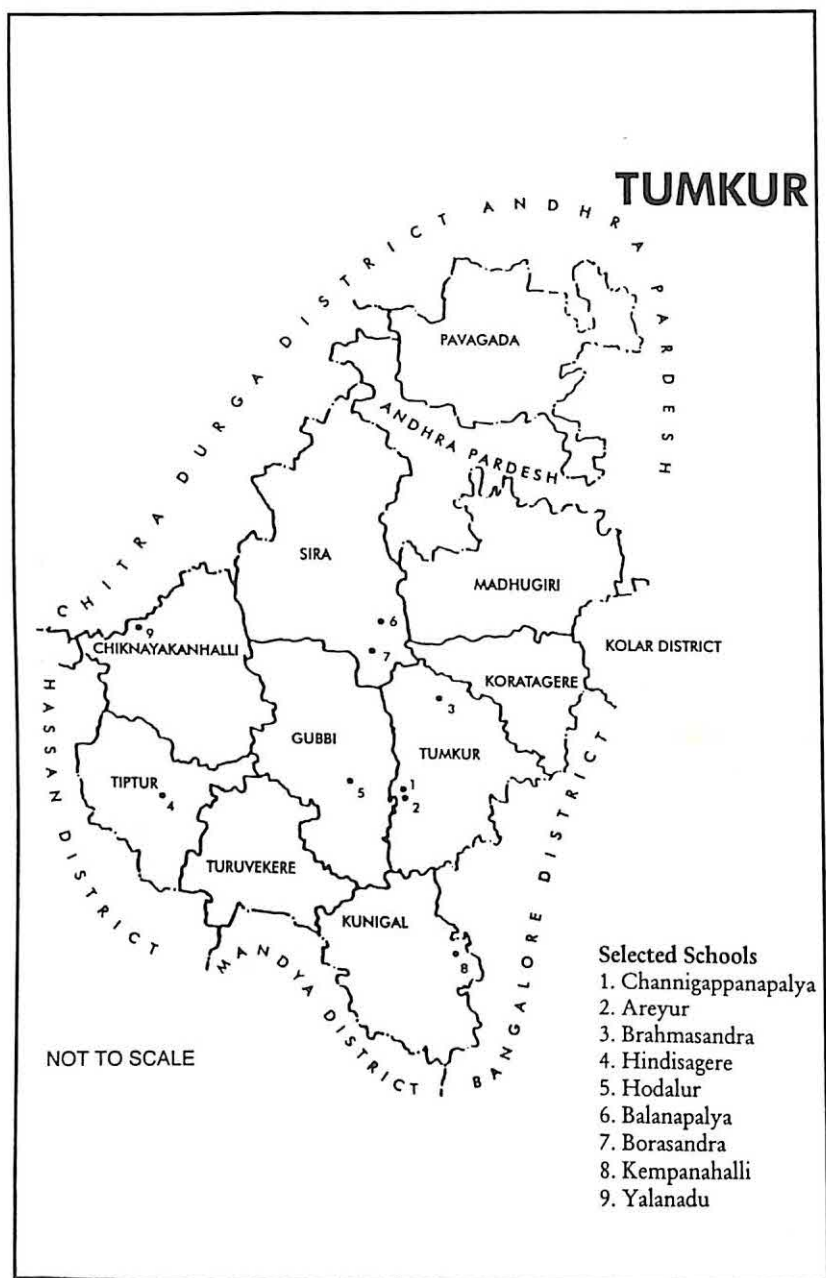 TUMKUR
CHITRA DURGA DISTRICT
ANDHRA PARDESH
PAVAGADA
ANDHRA PARDESH
SIRA
MADHUGIRI
6
9
CHIKNAYAKANHALLI
7
KOLAR DISTRICT
KORATAGERE
3
GUBBI
TUMKUR
HASSAN DISTRICT
TIPTUR
4
5
1
2
TURUVEKERE
KUNIGAL
8
MANDYA DISTRICT
BANGALORE DISTRICT
NOT TO SCALE
Selected Schools
1. Channigappanapalya
2. Areyur
3. Brahmasandra
4. Hindisagere
5. Hodalur
6. Balanapalya
7. Borasandra
8. Kempanahalli
9. Yalanadu